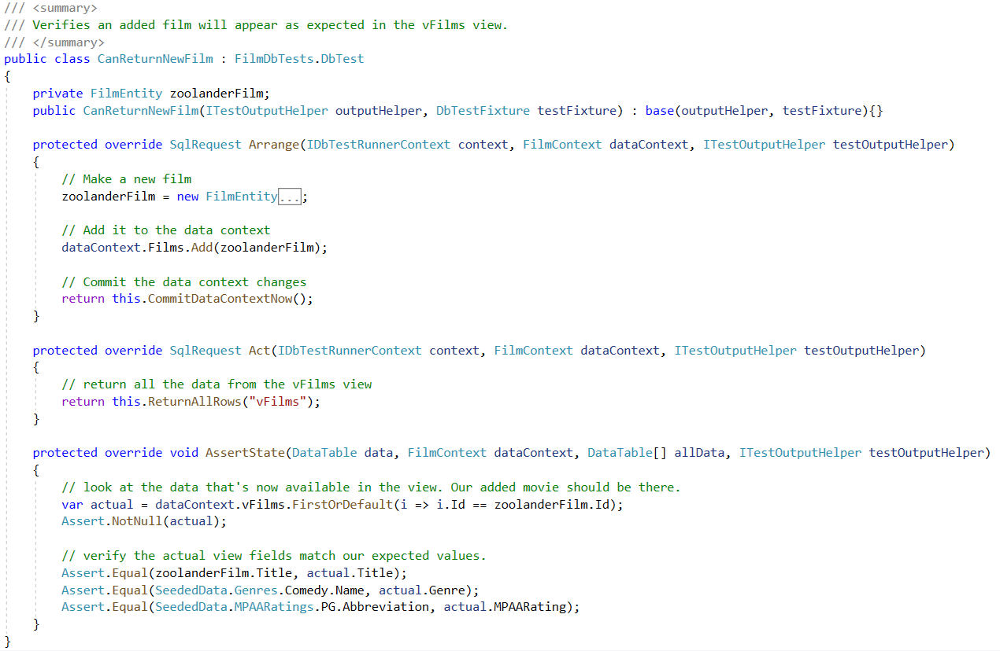 /// <summary>
/// Verifies an added film will appear as expected in the vFilms view.
/// </summary>
public class CanReturnNewFilm : FilmDbTests.DbTest
{
    private FilmEntity zoolanderFilm;
    public CanReturnNewFilm(ITestOutputHelper outputHelper, DbTestFixture testFixture) : base(outputHelper, testFixture){}

    protected override SqlRequest Arrange(IDbTestRunnerContext context, FilmContext dataContext, ITestOutputHelper testOutputHelper)
    {
        // Make a new film
        zoolanderFilm = new FilmEntity...;

        // Add it to the data context
        dataContext.Films.Add(zoolanderFilm);

        // Commit the data context changes
        return this.CommitDataContextNow();
    }

    protected override SqlRequest Act(IDbTestRunnerContext context, FilmContext dataContext, ITestOutputHelper testOutputHelper)
    {
        // return all the data from the vFilms view
        return this.ReturnAllRows("vFilms");
    }

    protected override void AssertState(DataTable data, FilmContext dataContext, DataTable[] allData, ITestOutputHelper testOutputHelper)
    {
        // look at the data that's now available in the view. Our added movie should be there.
        var actual = dataContext.vFilms.FirstOrDefault(i => i.Id == zoolanderFilm.Id);
        Assert.NotNull(actual);

        // verify the actual view fields match our expected values.
        Assert.Equal(zoolanderFilm.Title, actual.Title);
        Assert.Equal(SeededData.Genres.Comedy.Name, actual.Genre);
        Assert.Equal(SeededData.MPAARatings.PG.Abbreviation, actual.MPAARating);
    }
}